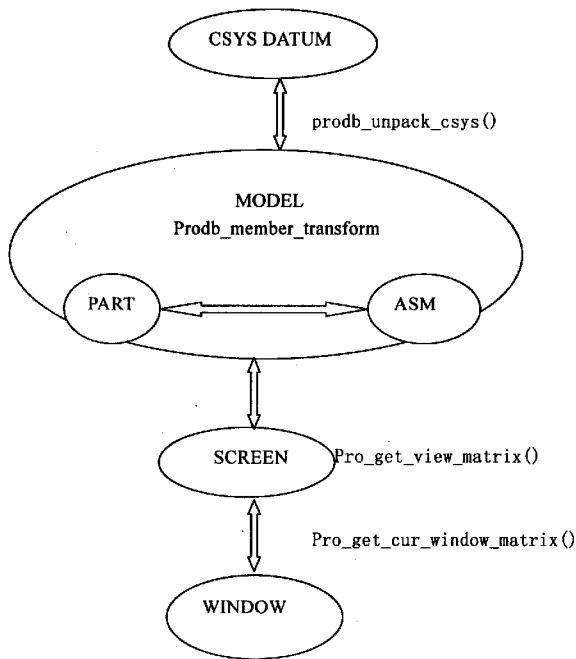 CSYS DATUM
prodb_unpack_csys()
MODEL
Prodb_member_transform
PART
ASM
SCREEN
Pro_get_view_matrix()
Pro_get_cur_window_matrix()
WINDOW